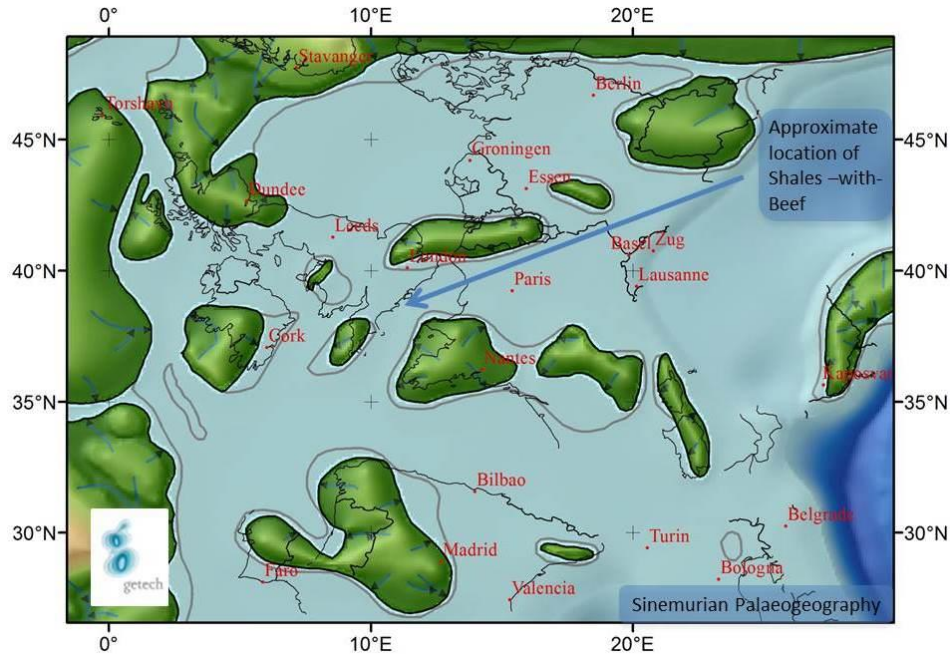 0° 10°E 20°E
Stavanger
Torshavn
Berlin
45°N 45°N
Approximate
location of
Shales –with-
Beef
Groningen
Essen
Dundee
Leeds
Basel Zug
40°N 40°N
London
Lausanne
Paris
Cork
Nantes
Kaposvar
35°N 35°N
Bilbao
Belgrade
30°N 30°N
Turin
Madrid
Bologna
Faro
Valencia
getech
Sinemurian Palaeogeography
0° 10°E 20°E